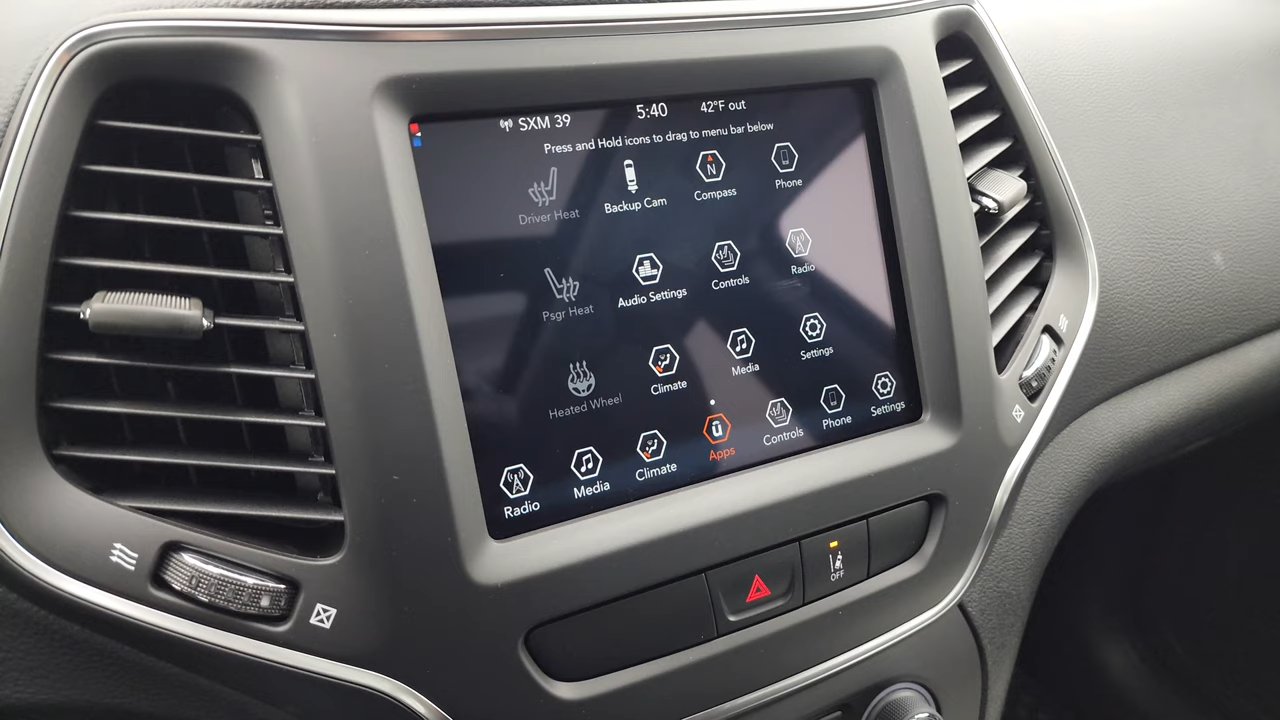 SXM 39 5:40 42°F out
Press and Hold icons to drag to menu bar below
Driver Heat Backup Cam N Compass Phone
Psgr Heat Audio Settings Controls Radio
Heated Wheel Climate Media Settings
Radio Media Climate ū Apps Controls Phone Settings
OFF